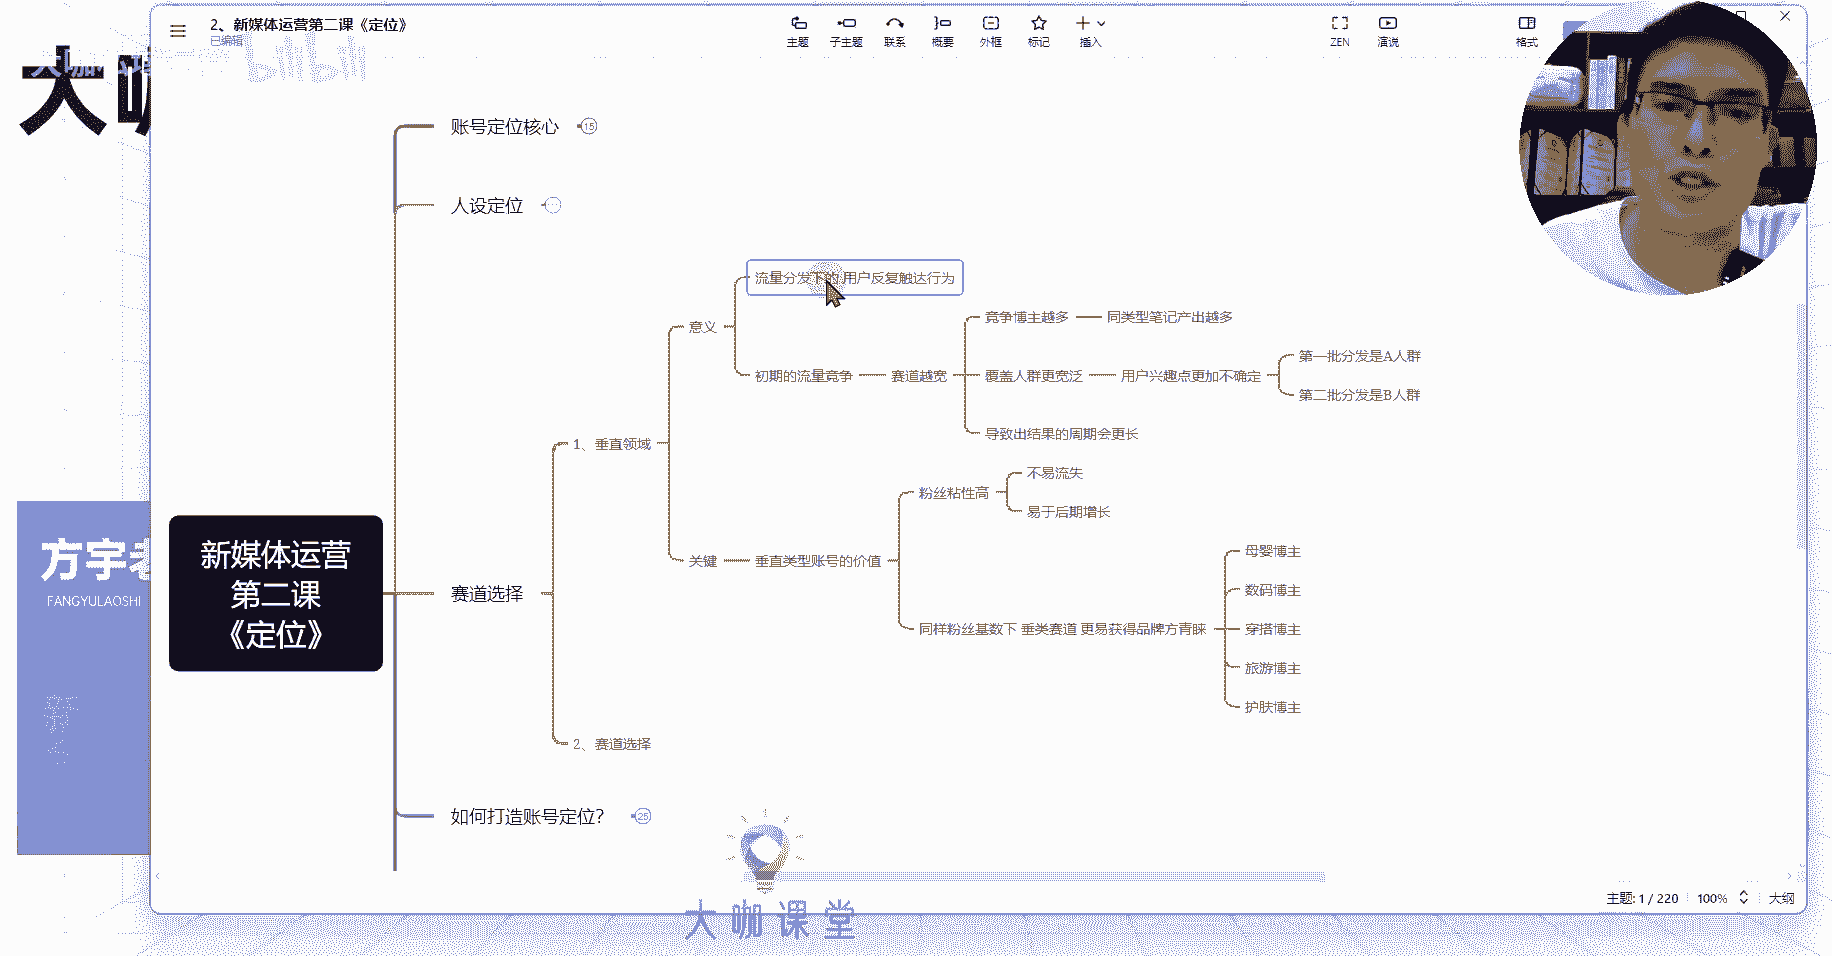 2、新媒体运营第二课《定位》
已编辑
主题
子主题
联系
概要
外框
标记
插入
ZEN
演说
格式
bilibili
大咖
账号定位核心
15
人设定位
流量分发下的 用户反复触达行为
意义
竞争博主越多
同类型笔记产出越多
初期的流量竞争
赛道越宽
覆盖人群更宽泛
用户兴趣点更加不确定
第一批分发是A人群
第二批分发是B人群
导致出结果的周期会更长
1、垂直领域
粉丝粘性高
不易流失
易于后期增长
关键
垂直类型账号的价值
同样粉丝基数下 垂类赛道 更易获得品牌方青睐
母婴博主
数码博主
穿搭博主
旅游博主
护肤博主
新媒体运营
第二课
《定位》
赛道选择
2、赛道选择
如何打造账号定位?
25
方宇老
FANGYULAOSHI
大咖课堂
主题: 1 / 220
100%
大纲